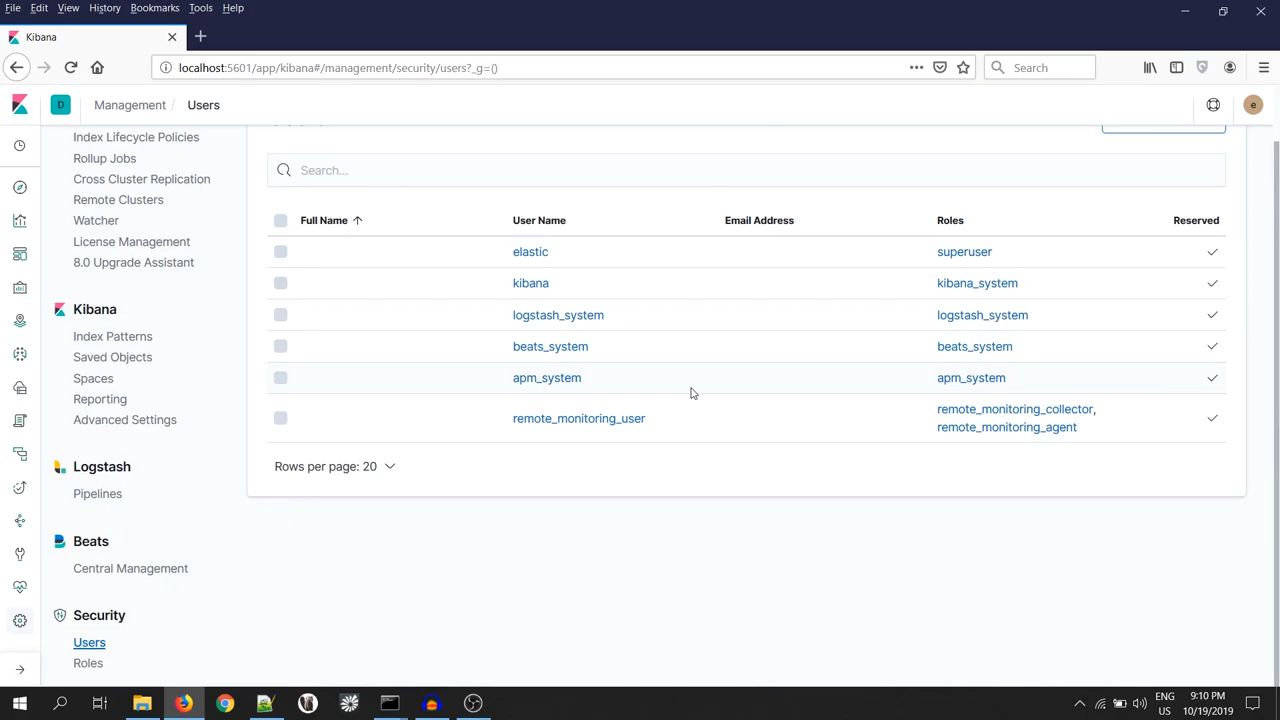 File Edit View History Bookmarks Tools Help
Kibana
localhost:5601/app/kibana#/management/security/users?_g=()
Search
D
Management / Users
e
Index Lifecycle Policies
Rollup Jobs
Cross Cluster Replication
Remote Clusters
Watcher
License Management
8.0 Upgrade Assistant
Kibana
Index Patterns
Saved Objects
Spaces
Reporting
Advanced Settings
Logstash
Pipelines
Beats
Central Management
Security
Users
Roles
Search...
Full Name User Name Email Address Roles Reserved
elastic superuser
kibana kibana_system
logstash_system logstash_system
beats_system beats_system
apm_system apm_system
remote_monitoring_user remote_monitoring_collector,
remote_monitoring_agent
Rows per page: 20
ENG
US
9:10 PM
10/19/2019